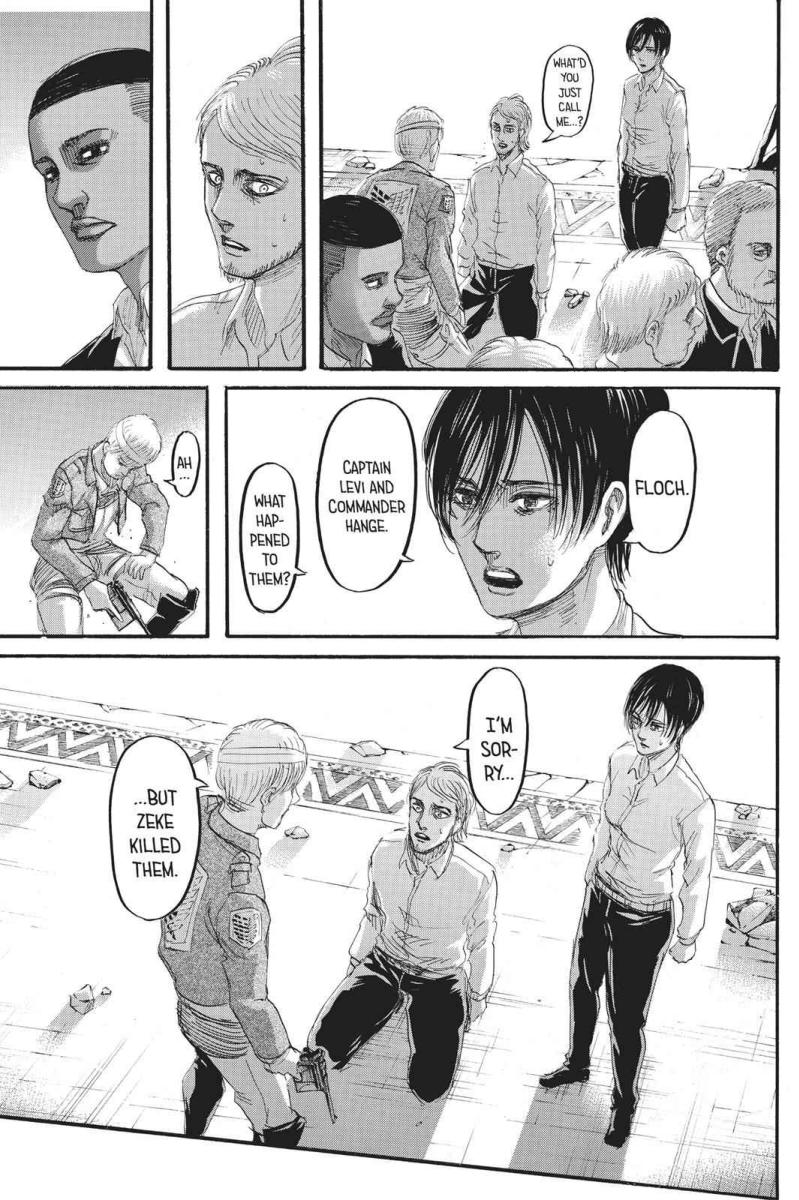 WHAT'D
YOU
JUST
CALL
ME...?
FLOCH.
CAPTAIN
LEVI AND
COMMANDER
HANGE.
WHAT
HAP-
PENED
TO
THEM?
AH
...
I'M
SOR-
RY...
...BUT
ZEKE
KILLED
THEM.